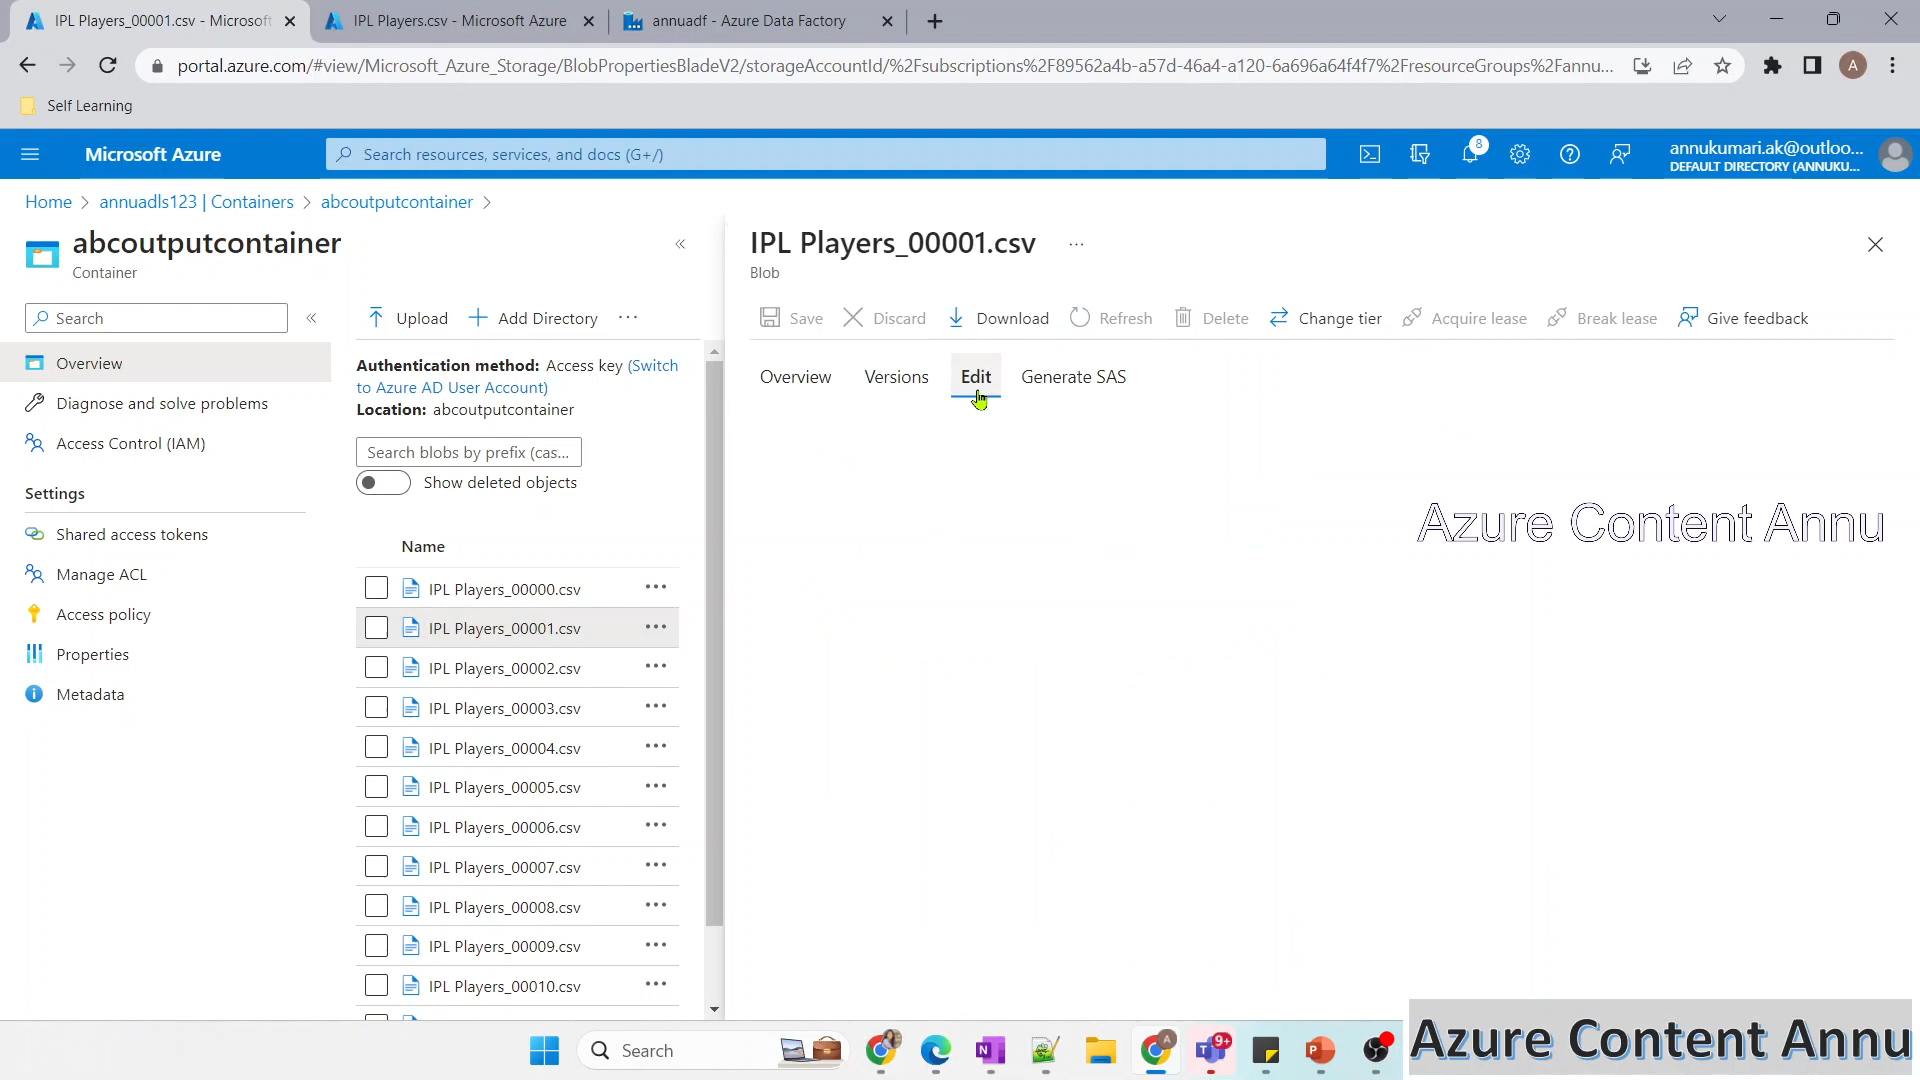 IPL Players_00001.csv - Microsoft
IPL Players.csv - Microsoft Azure
annuadf - Azure Data Factory
portal.azure.com/#view/Microsoft_Azure_Storage/BlobPropertiesBladeV2/storageAccountId/%2Fsubscriptions%2F89562a4b-a57d-46a4-a120-6a696a64f4f7%2FresourceGroups%2Fannu...
A
Self Learning
Microsoft Azure
Search resources, services, and docs (G+/)
8
annukumari.ak@outloo...
DEFAULT DIRECTORY (ANNUKU...
Home > annuadls123 | Containers > abcoutputcontainer >
abcoutputcontainer
Container
Search
Overview
Diagnose and solve problems
Access Control (IAM)
Settings
Shared access tokens
Manage ACL
Access policy
Properties
Metadata
Upload
Add Directory
Authentication method: Access key (Switch
to Azure AD User Account)
Location: abcoutputcontainer
Search blobs by prefix (cas...
Show deleted objects
Name
IPL Players_00000.csv
IPL Players_00001.csv
IPL Players_00002.csv
IPL Players_00003.csv
IPL Players_00004.csv
IPL Players_00005.csv
IPL Players_00006.csv
IPL Players_00007.csv
IPL Players_00008.csv
IPL Players_00009.csv
IPL Players_00010.csv
IPL Players_00001.csv
Blob
Save Discard Download Refresh Delete Change tier Acquire lease Break lease Give feedback
Overview Versions Edit Generate SAS
Azure Content Annu
Search
A
9+
Azure Content Annu